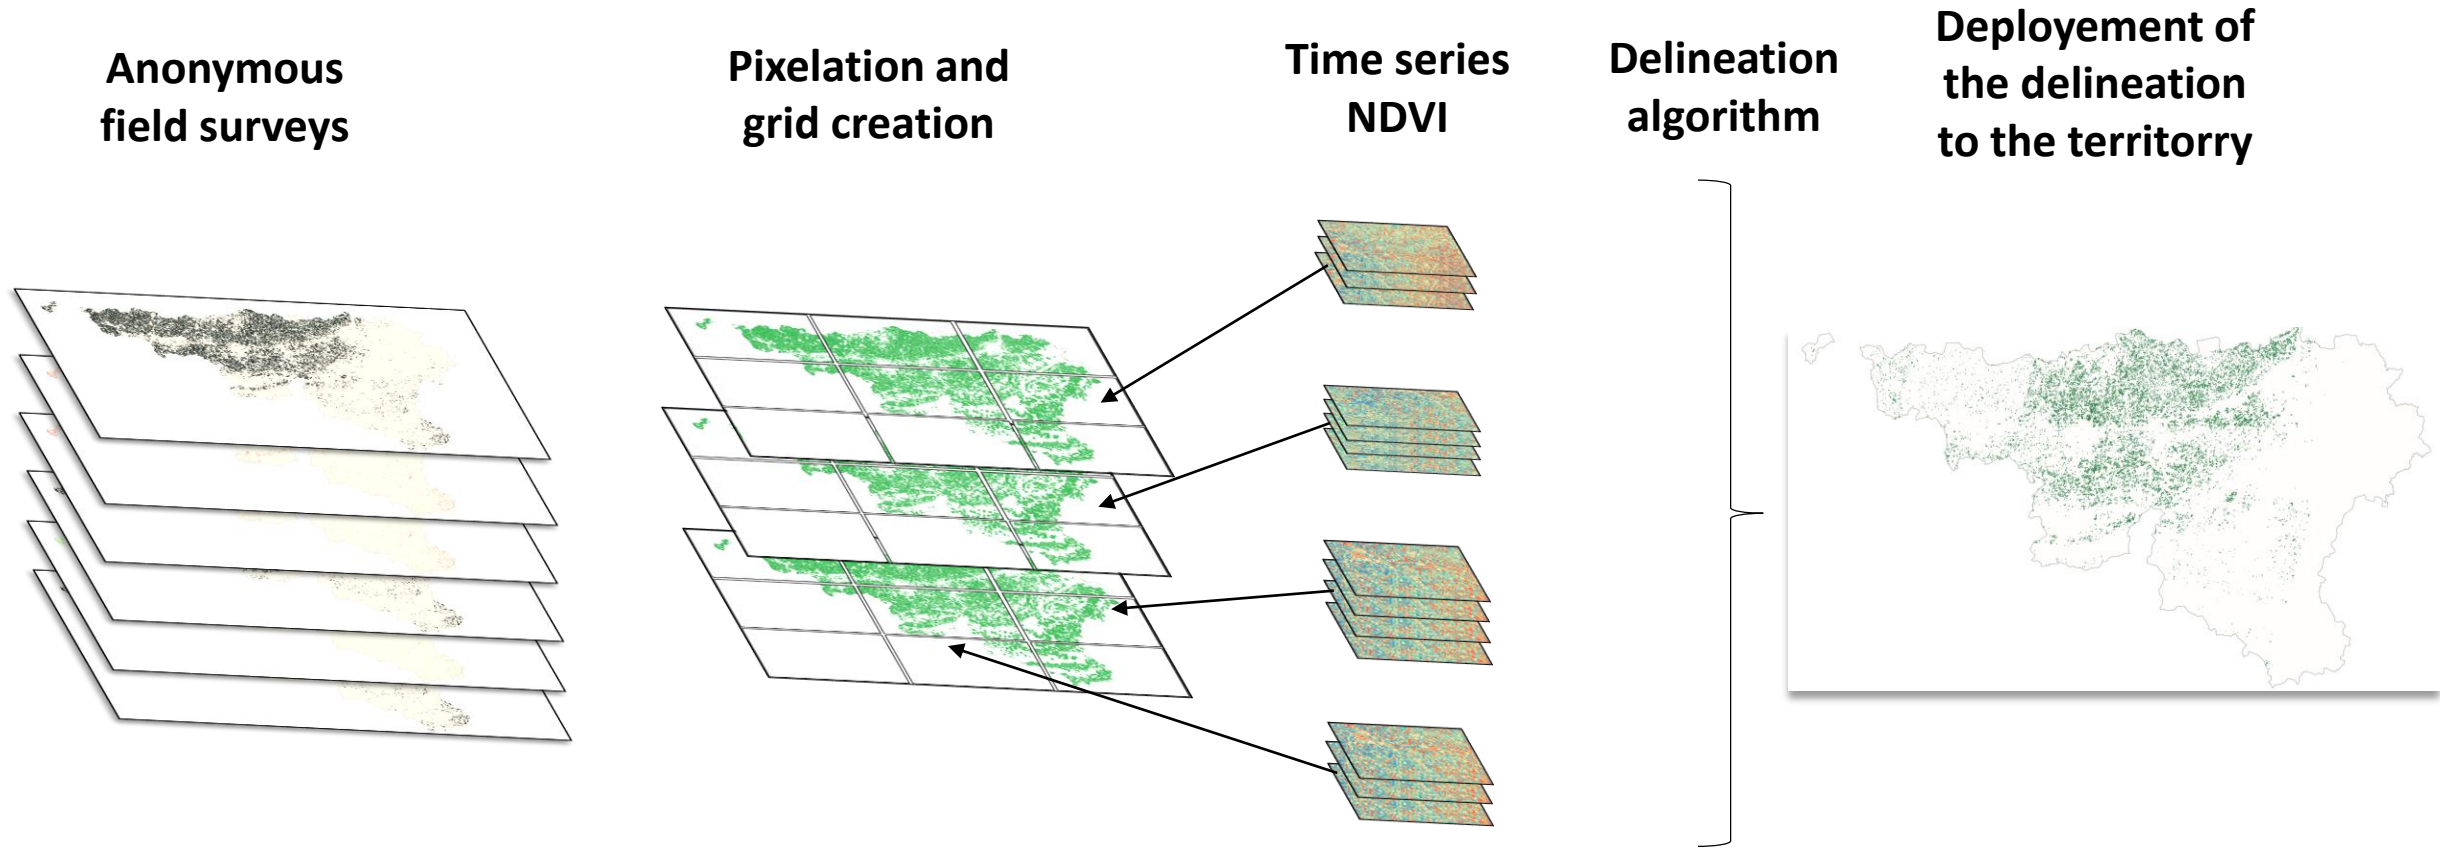 Anonymous
field surveys
Pixelation and
grid creation
Time series
NDVI
Delineation
algorithm
Deployement of
the delineation
to the territorry